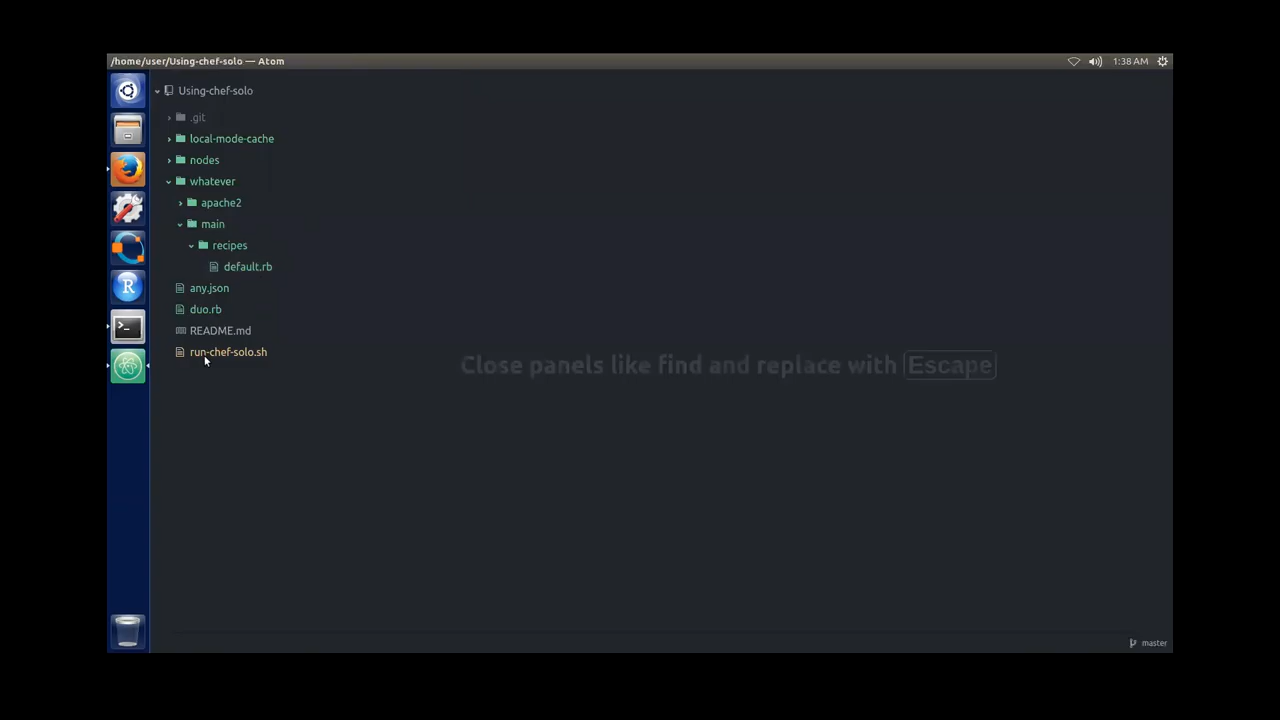 /home/user/Using-chef-solo — Atom
1:38 AM
Using-chef-solo
.git
local-mode-cache
nodes
whatever
apache2
main
recipes
default.rb
any.json
duo.rb
README.md
run-chef-solo.sh
Close panels like find and replace with Escape
R
master